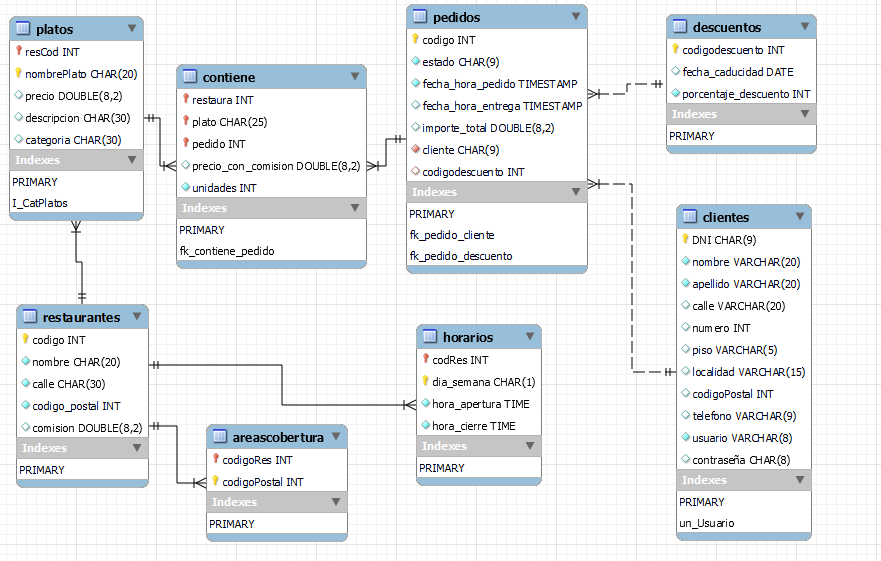 platos
resCod INT
nombrePlato CHAR(20)
precio DOUBLE(8,2)
descripcion CHAR(30)
categoria CHAR(30)
Indexes
PRIMARY
I_CatPlatos
contiene
restaura INT
plato CHAR(25)
pedido INT
precio_con_comision DOUBLE(8,2)
unidades INT
Indexes
PRIMARY
fk_contiene_pedido
pedidos
codigo INT
estado CHAR(9)
fecha_hora_pedido TIMESTAMP
fecha_hora_entrega TIMESTAMP
importe_total DOUBLE(8,2)
cliente CHAR(9)
codigodescuento INT
Indexes
PRIMARY
fk_pedido_cliente
fk_pedido_descuento
descuentos
codigodescuento INT
fecha_caducidad DATE
porcentaje_descuento INT
Indexes
PRIMARY
clientes
DNI CHAR(9)
nombre VARCHAR(20)
apellido VARCHAR(20)
calle VARCHAR(20)
numero INT
piso VARCHAR(5)
localidad VARCHAR(15)
codigoPostal INT
telefono VARCHAR(9)
usuario VARCHAR(8)
contraseña CHAR(8)
Indexes
PRIMARY
un_Usuario
restaurantes
codigo INT
nombre CHAR(20)
calle CHAR(30)
codigo_postal INT
comision DOUBLE(8,2)
Indexes
PRIMARY
horarios
codRes INT
dia_semana CHAR(1)
hora_apertura TIME
hora_cierre TIME
Indexes
PRIMARY
areascobertura
codigoRes INT
codigoPostal INT
Indexes
PRIMARY